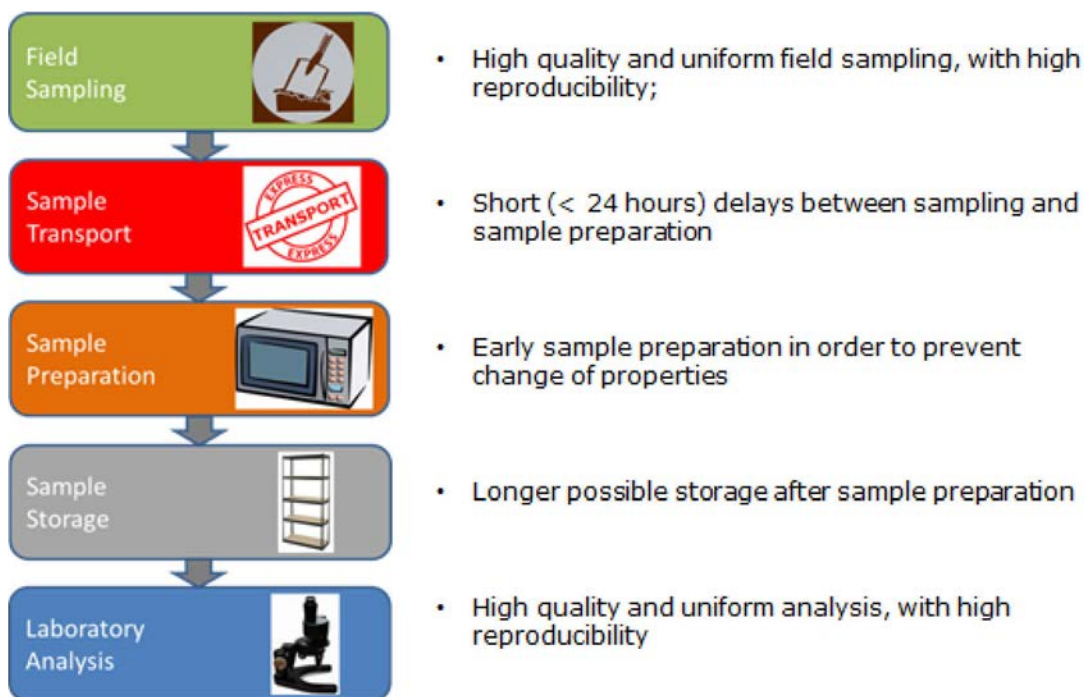 Field
Sampling
• High quality and uniform field sampling, with high
reproducibility;
Sample
Transport
EXPRESS
TRANSPORT
EXPRESS
• Short (< 24 hours) delays between sampling and
sample preparation
Sample
Preparation
• Early sample preparation in order to prevent
change of properties
Sample
Storage
• Longer possible storage after sample preparation
Laboratory
Analysis
• High quality and uniform analysis, with high
reproducibility